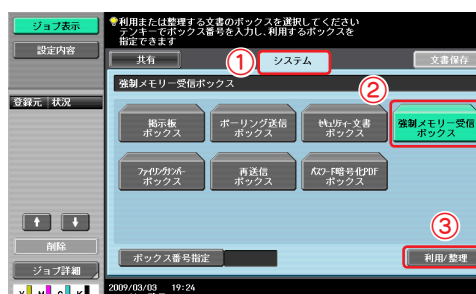 ジョブ表示
設定内容
登録元 状況
削除
ジョブ詳細
利用または整理する文書のボックスを選択してください
テンキーでボックス番号を入力し、利用するボックスを
指定できます
共有
① システム
文書保存
強制メモリー受信ボックス
②
掲示板
ボックス
ポーリング送信
ボックス
セキュリティー文書
ボックス
強制メモリー受信
ボックス
ファイリングナンバー
ボックス
再送信
ボックス
パスワード暗号化PDF
ボックス
③
ボックス番号指定
利用/整理
2009/03/03 19:24
Y M C K